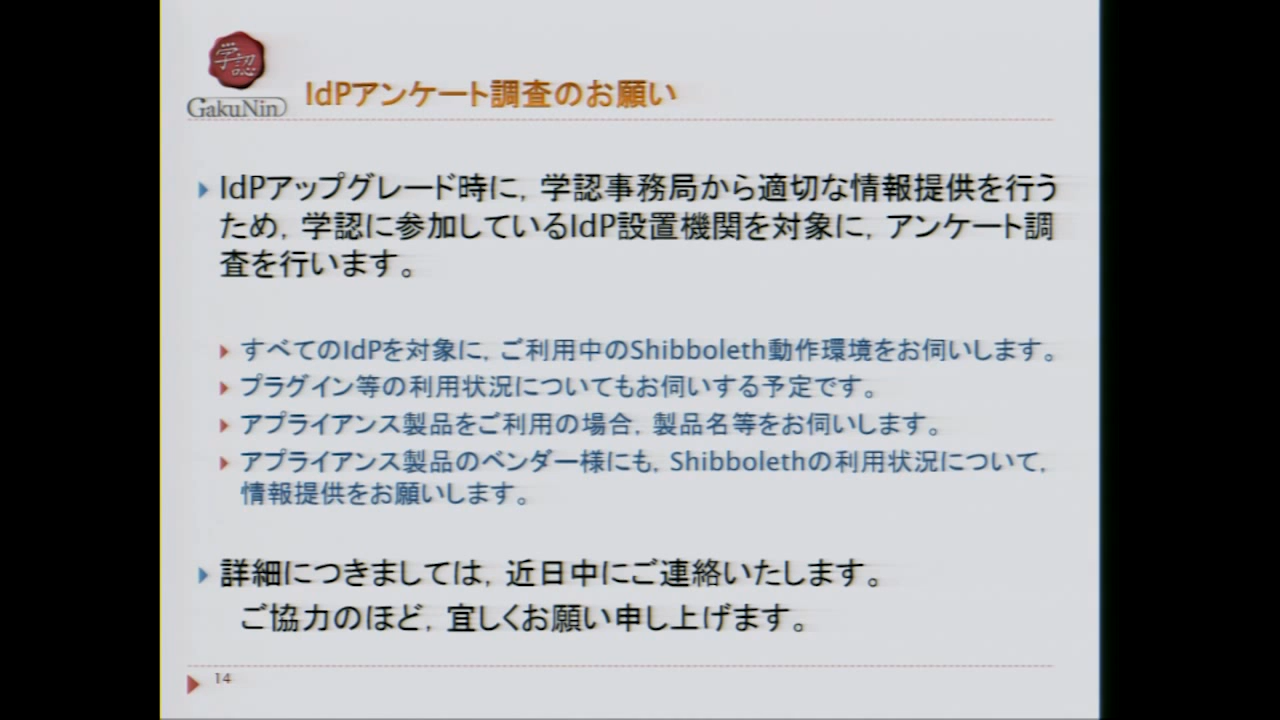 学認
GakuNin
IdPアンケート調査のお願い
IdPアップグレード時に，学認事務局から適切な情報提供を行う
ため，学認に参加しているIdP設置機関を対象に，アンケート調
査を行います。
すべてのIdPを対象に，ご利用中のShibboleth動作環境をお伺いします。
プラグイン等の利用状況についてもお伺いする予定です。
アプライアンス製品をご利用の場合，製品名等をお伺いします。
アプライアンス製品のベンダー様にも，Shibbolethの利用状況について，
情報提供をお願いします。
詳細につきましては，近日中にご連絡いたします。
ご協力のほど，宜しくお願い申し上げます。
14